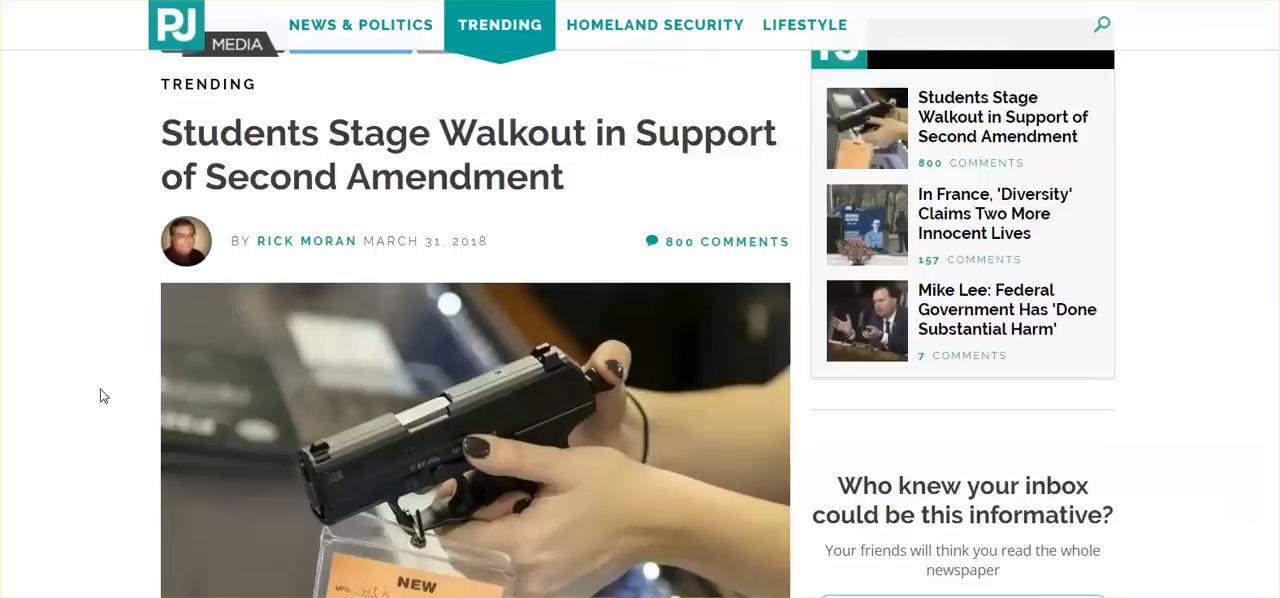 PJ
MEDIA
NEWS & POLITICS
TRENDING
HOMELAND SECURITY
LIFESTYLE
TRENDING
Students Stage Walkout in Support
of Second Amendment
BY RICK MORAN MARCH 31, 2018
800 COMMENTS
NEW
H&K
Students Stage
Walkout in Support of
Second Amendment
800 COMMENTS
In France, 'Diversity'
Claims Two More
Innocent Lives
157 COMMENTS
Mike Lee: Federal
Government Has 'Done
Substantial Harm'
7 COMMENTS
Who knew your inbox
could be this informative?
Your friends will think you read the whole
newspaper